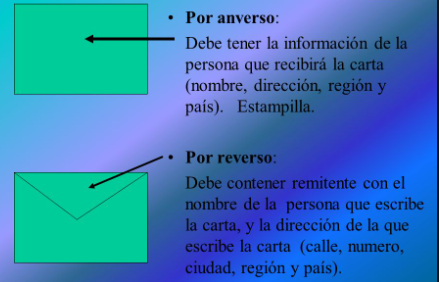 • Por anverso:
Debe tener la información de la
persona que recibirá la carta
(nombre, dirección, región y
país). Estampilla.
• Por reverso:
Debe contener remitente con el
nombre de la persona que escribe
la carta, y la dirección de la que
escribe la carta (calle, numero,
ciudad, región y país).